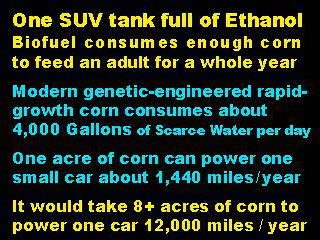 One SUV tank full of Ethanol
Biofuel consumes enough corn
to feed an adult for a whole year
Modern genetic-engineered rapid-
growth corn consumes about
4,000 Gallons of Scarce Water per day
One acre of corn can power one
small car about 1,440 miles/year
It would take 8+ acres of corn to
power one car 12,000 miles / year